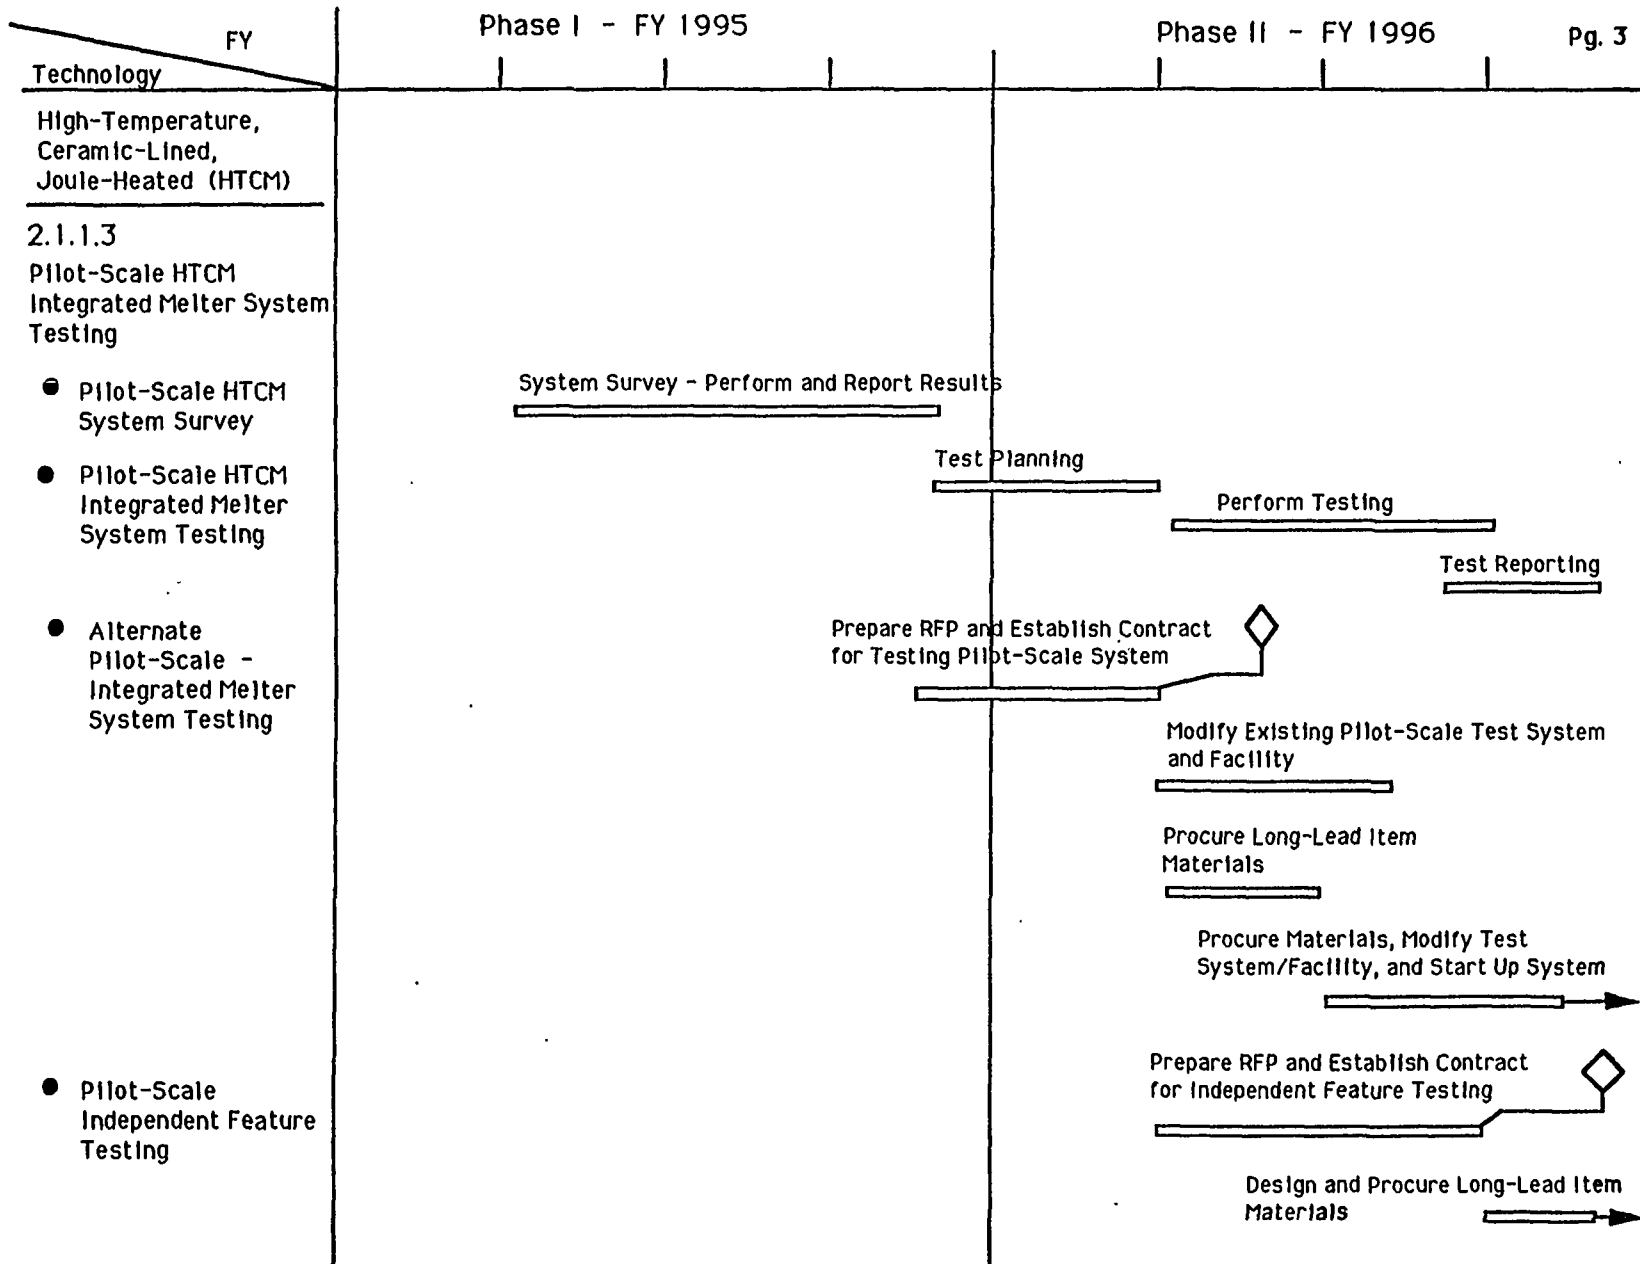 FY
Technology
Phase I - FY 1995
Phase II - FY 1996
Pg. 3
High-Temperature,
Ceramic-Lined,
Joule-Heated (HTCM)
2.1.1.3
Pilot-Scale HTCM
Integrated Melter System
Testing
● Pilot-Scale HTCM
System Survey
System Survey - Perform and Report Results
● Pilot-Scale HTCM
Integrated Melter
System Testing
Test Planning
Perform Testing
Test Reporting
● Alternate
Pilot-Scale -
Integrated Melter
System Testing
Prepare RFP and Establish Contract
for Testing Pilot-Scale System
Modify Existing Pilot-Scale Test System
and Facility
Procure Long-Lead Item
Materials
Procure Materials, Modify Test
System/Facility, and Start Up System
● Pilot-Scale
Independent Feature
Testing
Prepare RFP and Establish Contract
for Independent Feature Testing
Design and Procure Long-Lead Item
Materials